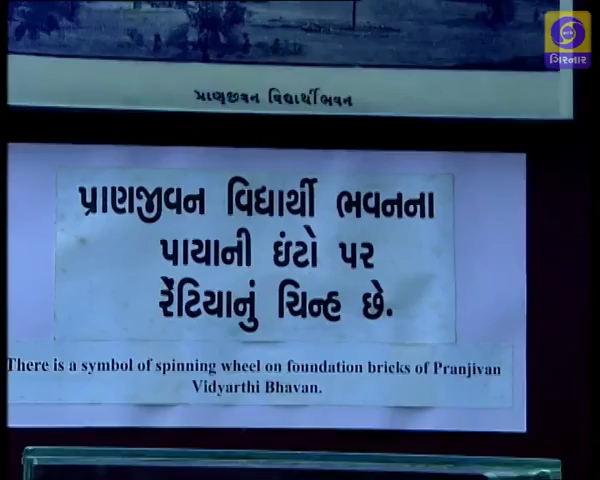 ગિરનાર
પ્રાણજીવન વિદ્યાર્થીભવન
પ્રાણજીવન વિદ્યાર્થી ભવનના
પાયાની ઇંટો પર
રેંટિયાનું ચિન્હ છે.
There is a symbol of spinning wheel on foundation bricks of Pranjivan
Vidyarthi Bhavan.